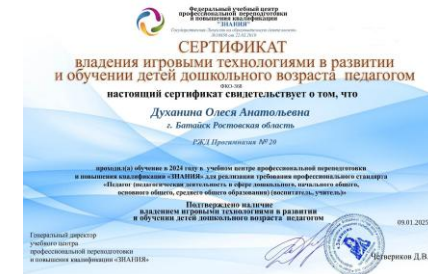 Федеральный учебный центр
профессиональной переподготовки
и повышения квалификации
"ЗНАНИЯ"
СЕРТИФИКАТ
владения игровыми технологиями в развитии
и обучении детей дошкольного возраста педагогом
настоящий сертификат свидетельствует о том, что
Духанина Олеся Анатольевна
г. Батайск Ростовская область
РЖД Прогимназия № 20
проходил(а) обучение в 2024 году в учебном центре профессиональной переподготовки
и повышения квалификации «ЗНАНИЯ» для реализации требования профессионального стандарта
«Педагог (педагогическая деятельность в сфере дошкольного, начального общего,
основного общего, среднего общего образования) (воспитатель, учитель)»
Подтверждено наличие
владением игровыми технологиями в развитии
и обучении детей дошкольного возраста
09.01.2025
Генеральный директор
учебного центра
профессиональной переподготовки
и повышения квалификации «ЗНАНИЯ»
Четвериков Д.В.